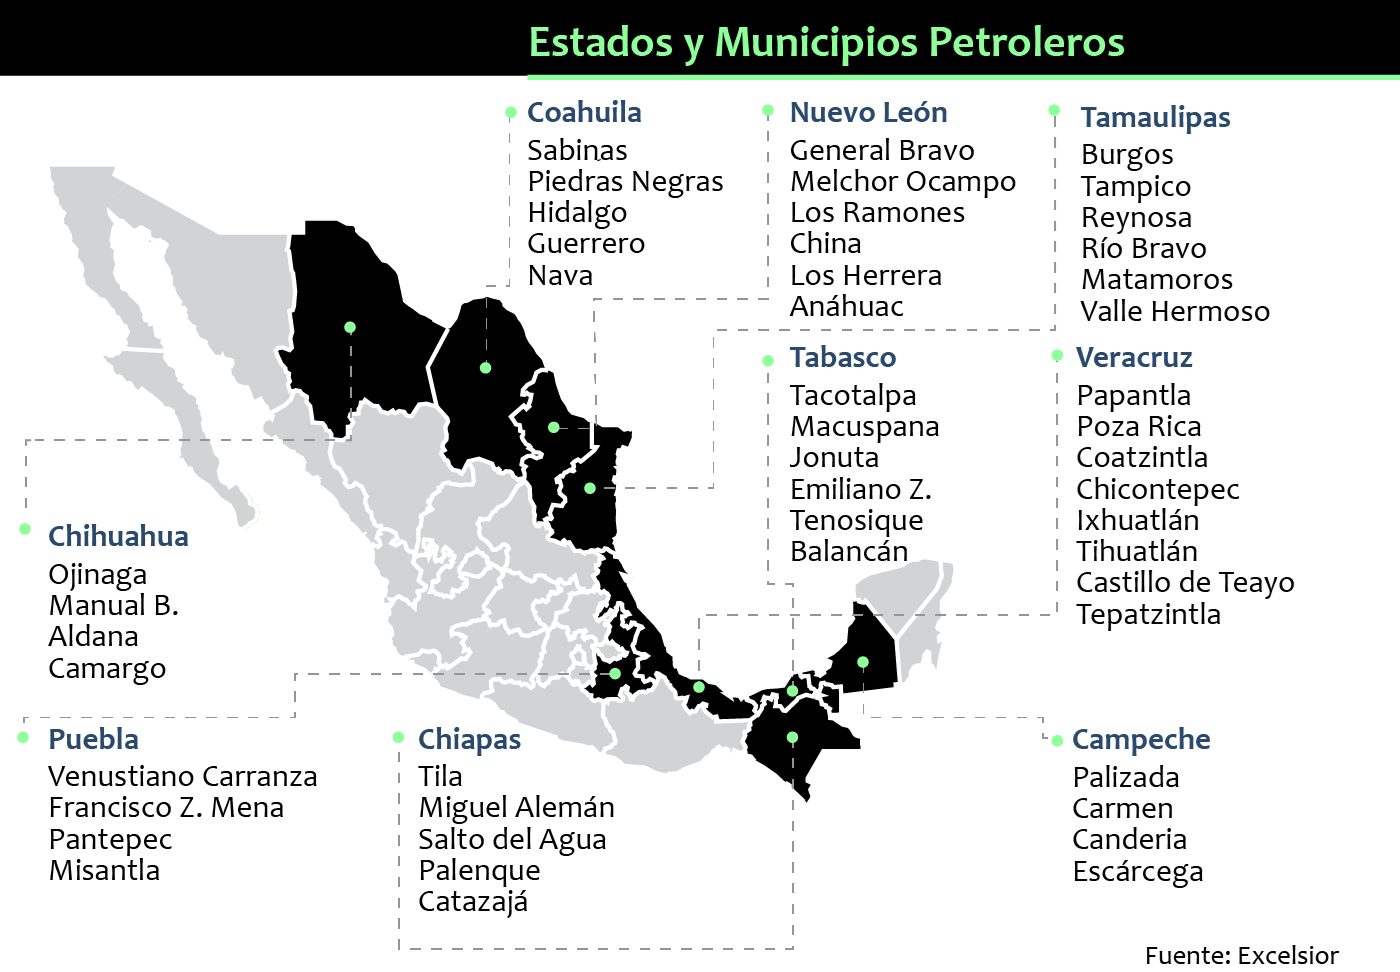 Estados y Municipios Petroleros
Coahuila
Sabinas
Piedras Negras
Hidalgo
Guerrero
Nava
Nuevo León
General Bravo
Melchor Ocampo
Los Ramones
China
Los Herrera
Anáhuac
Tamaulipas
Burgos
Tampico
Reynosa
Río Bravo
Matamoros
Valle Hermoso
Tabasco
Tacotalpa
Macuspana
Jonuta
Emiliano Z.
Tenosique
Balancán
Veracruz
Papantla
Poza Rica
Coatzintla
Chicontepec
Ixhuatlán
Tihuatlán
Castillo de Teayo
Tepatzintla
Chihuahua
Ojinaga
Manual B.
Aldana
Camargo
Puebla
Venustiano Carranza
Francisco Z. Mena
Pantepec
Misantla
Chiapas
Tila
Miguel Alemán
Salto del Agua
Palenque
Catazajá
Campeche
Palizada
Carmen
Canderia
Escárcega
Fuente: Excelsior